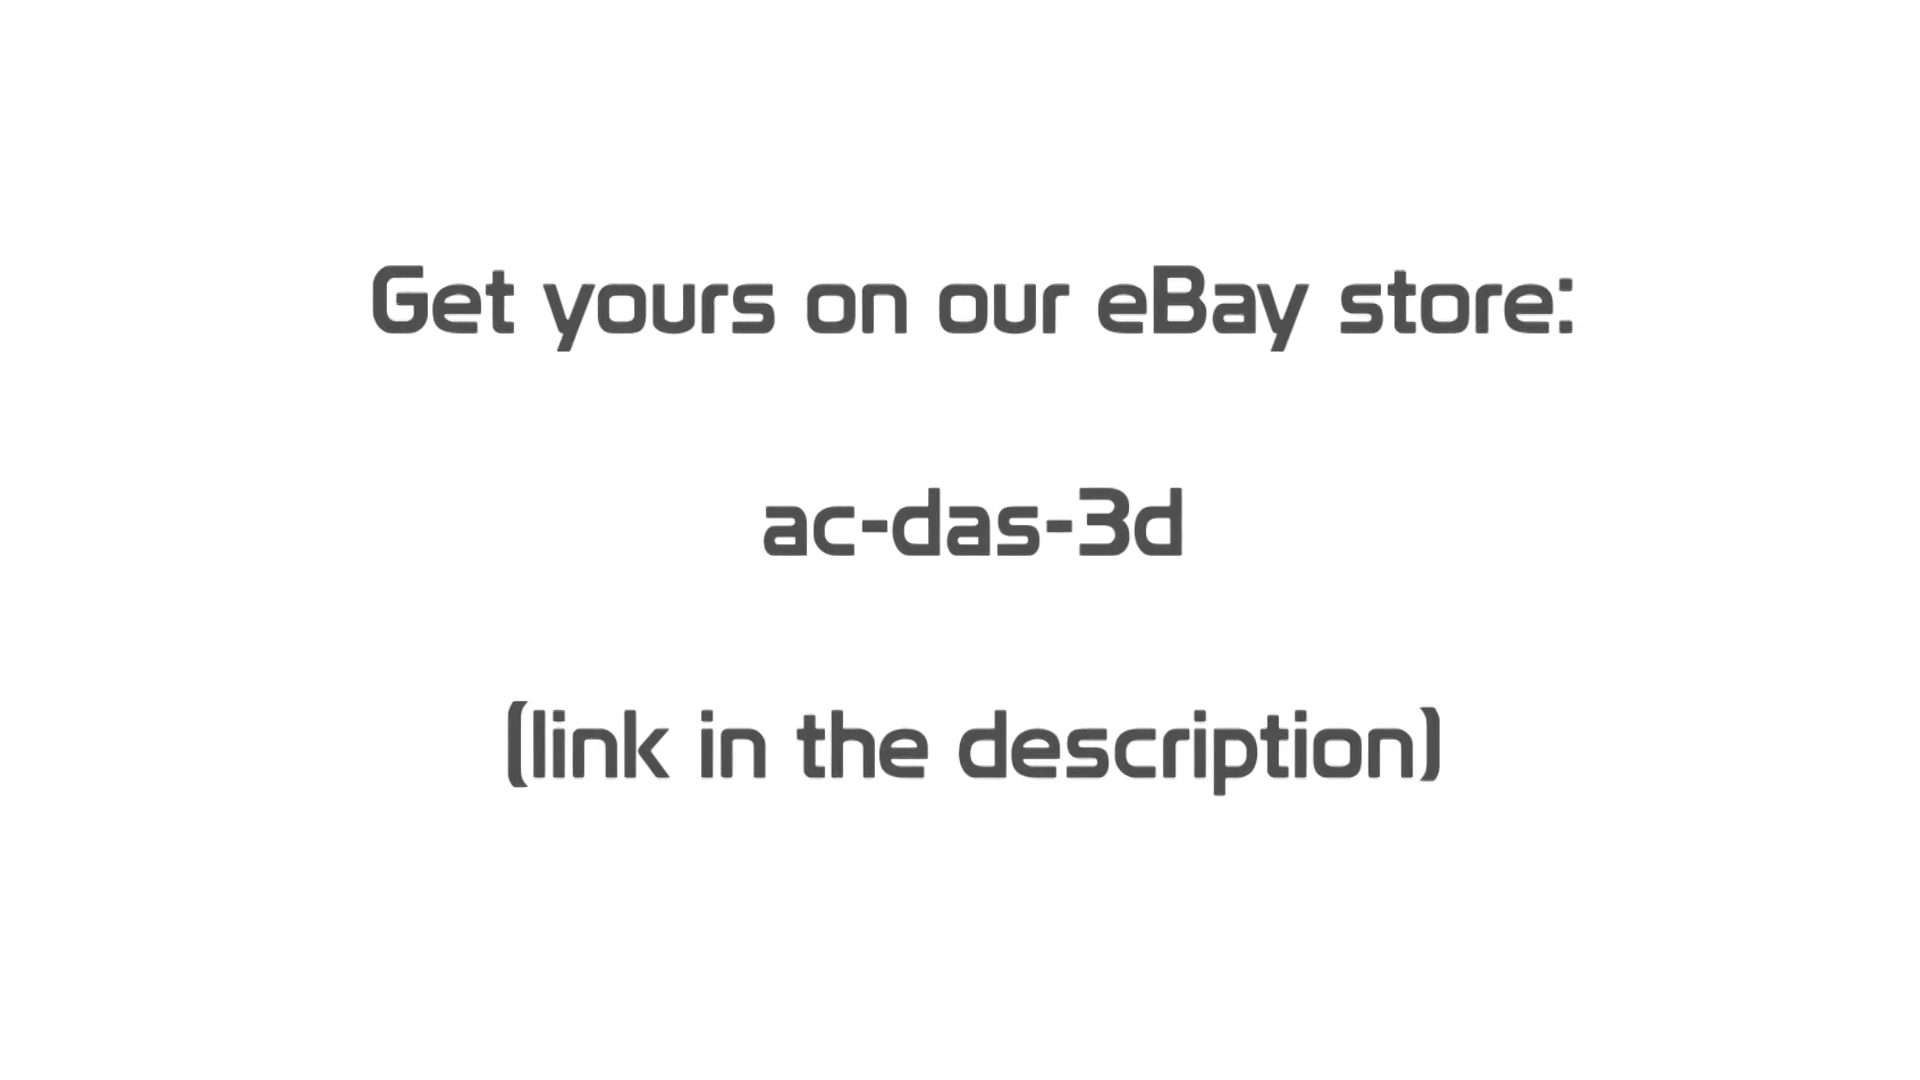 Get yours on our eBay store:
ac-das-3d
(link in the description)